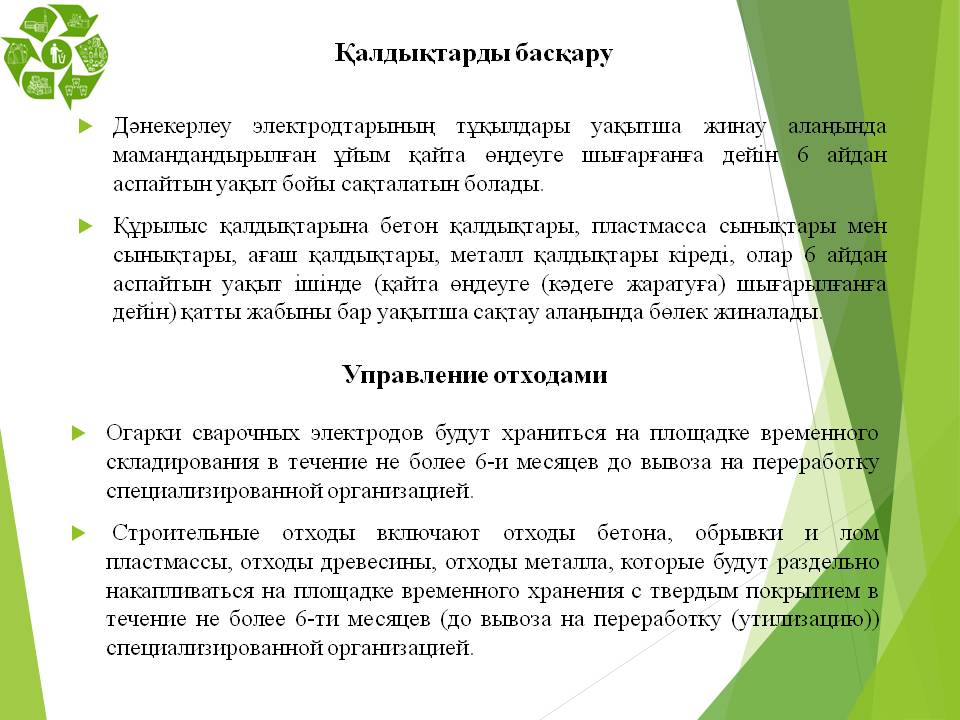 Қалдықтарды басқару
Дәнекерлеу электродтарының тұқылдары уақытша жинау алаңында
мамандандырылған ұйым қайта өңдеуге шығарғанға дейін 6 айдан
аспайтын уақыт бойы сақталатын болады.
Құрылыс қалдықтарына бетон қалдықтары, пластмасса сынықтары мен
сынықтары, ағаш қалдықтары, металл қалдықтары кіреді, олар 6 айдан
аспайтын уақыт ішінде (қайта өңдеуге (кәдеге жаратуға) шығарылғанға
дейін) қатты жабыны бар уақытша сақтау алаңында бөлек жиналады.
Управление отходами
Огарки сварочных электродов будут храниться на площадке временного
складирования в течение не более 6-и месяцев до вывоза на переработку
специализированной организацией.
Строительные отходы включают отходы бетона, обрывки и лом
пластмассы, отходы древесины, отходы металла, которые будут раздельно
накапливаться на площадке временного хранения с твердым покрытием в
течение не более 6-ти месяцев (до вывоза на переработку (утилизацию))
специализированной организацией.